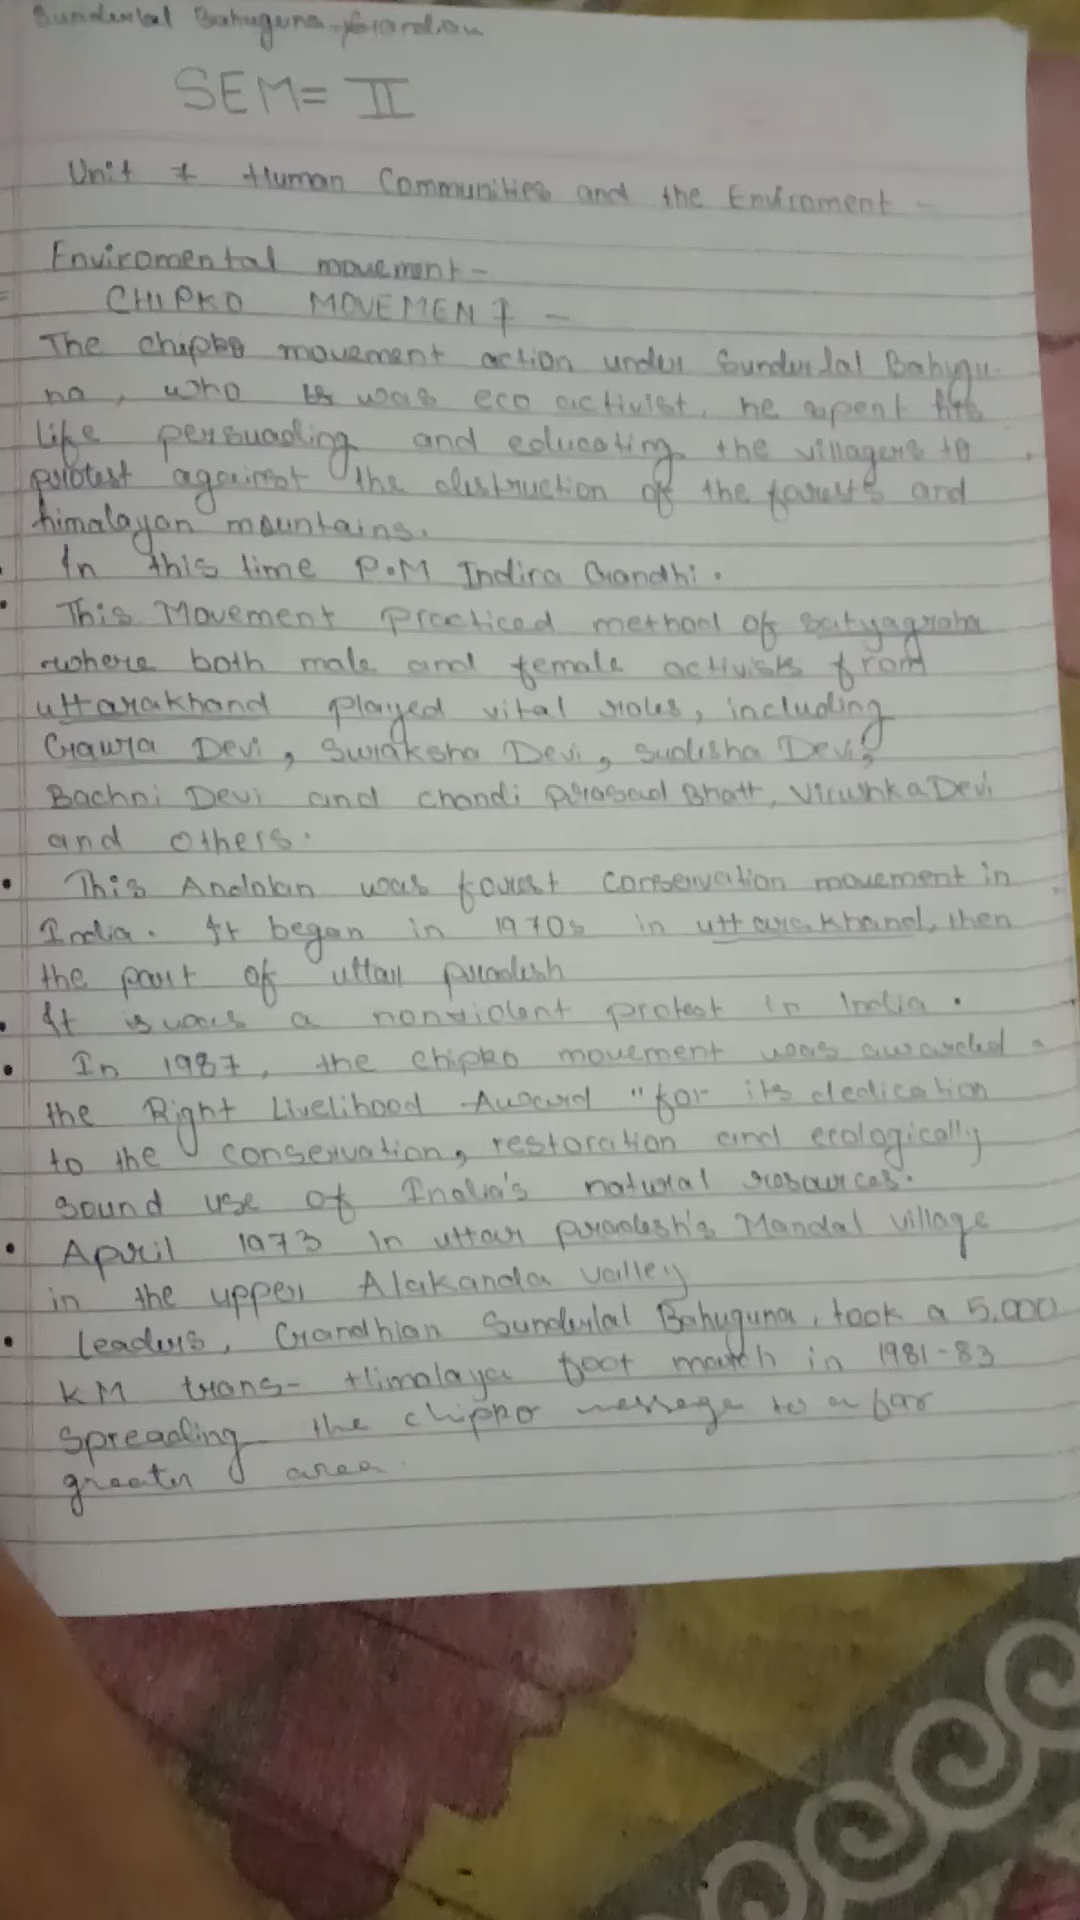 Sunderlal Bahuguna
SEM= II
Unit 7 Human Communities and the Enviroment -
Enviromental movement -
CHIPKO MOVEMENT -
The chipko movement action under Sunderlal Bahugu-
na, who was eco activist. he spent his
life persuading and educating the villagers to
protest against the distruction of the forests and
himalayan mountains.
In this time P.M Indira Gandhi.
• This Movement practiced method of satyagraha
where both male and female activists from
uttarakhand played vital roles, including
Gaura Devi, Suraksha Devi, Sudesha Devi,
Bachni Devi and chandi prasad Bhatt, Virushka Devi
and others.
• This Andolan was forest conservation movement in
India. It began in 1970s in uttarakhand, then
the part of uttar pradesh
• It was a nonviolent protest in India.
• In 1987, the chipko movement was awarded
the Right Livelihood Award "for its dedication
to the conservation, restoration and ecologically
sound use of India's natural resources.
• April 1973 in uttar pradesh's Mandal village
in the upper Alakanda valley
• leaders, Gandhian Sunderlal Bahuguna, took a 5,000
KM trans- Himalaya foot march in 1981-83
spreading the chipko message to a far
greater area.